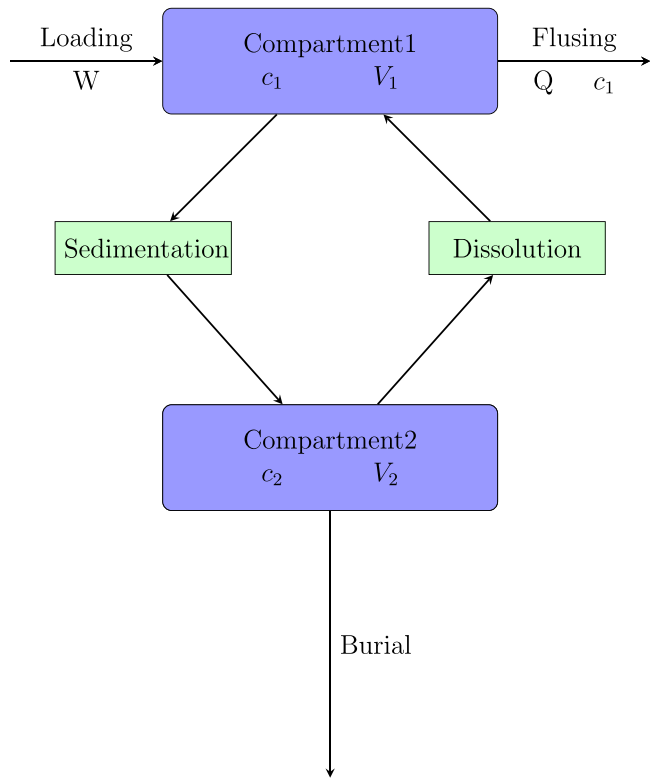 Loading
W
Compartment1
c₁ V₁
Flusing
Q c₁
Sedimentation
Dissolution
Compartment2
c₂ V₂
Burial